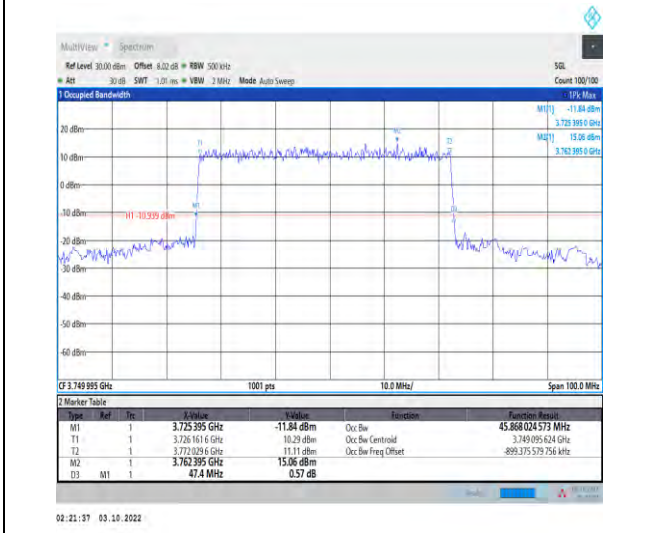 MultiView Spectrum
Ref Level 30.00 dBm Offset 8.02 dB RBW 500 kHz SGL
Att 30 dB SWT 1.01 ms VBW 2 MHz Mode Auto Sweep Count 100/100
1 Occupied Bandwidth 1Pk Max
M1[1] -11.84 dBm
3.725 395 0 GHz
M2[1] 15.06 dBm
3.762 395 0 GHz
20 dBm
T1 M2 T2
10 dBm
0 dBm
M1 D3
-10 dBm
H1 -10.939 dBm
-20 dBm
-30 dBm
-40 dBm
-50 dBm
-60 dBm
CF 3.749 995 GHz 1001 pts 10.0 MHz/ Span 100.0 MHz
2 Marker Table
Type Ref Trc X-Value Y-Value Function Function Result
M1 1 3.725 395 GHz -11.84 dBm Occ Bw 45.868 024 573 MHz
T1 1 3.726 161 6 GHz 10.29 dBm Occ Bw Centroid 3.749 095 624 GHz
T2 1 3.772 029 6 GHz 11.11 dBm Occ Bw Freq Offset -899.375 579 756 kHz
M2 1 3.762 395 GHz 15.06 dBm
D3 M1 1 47.4 MHz 0.57 dB
02:21:37 03.10.2022